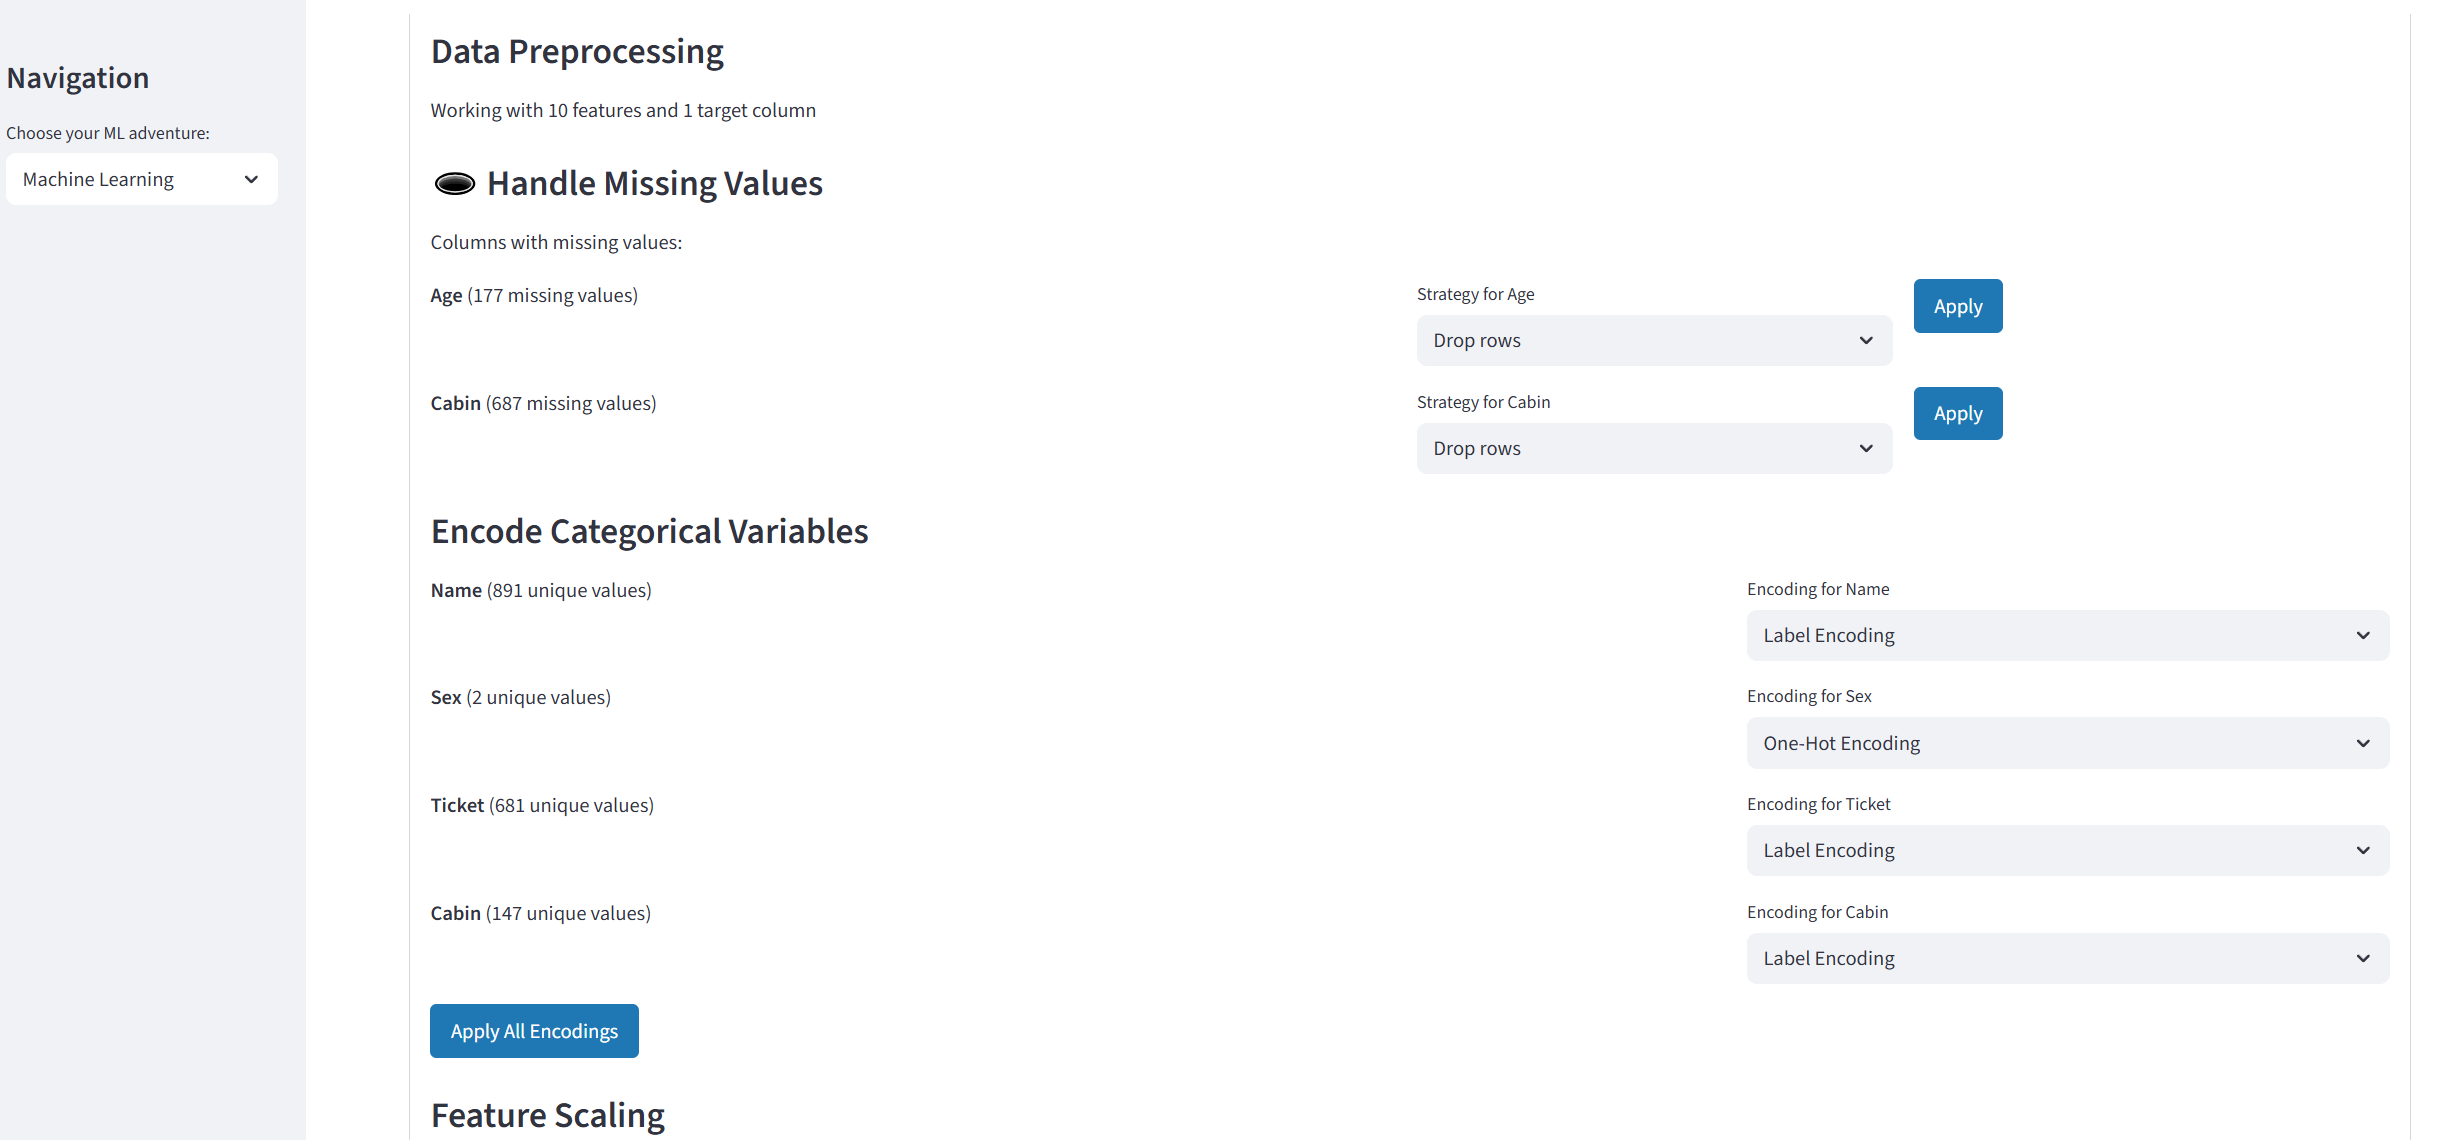 Navigation
Choose your ML adventure:
Machine Learning
Data Preprocessing
Working with 10 features and 1 target column
Handle Missing Values
Columns with missing values:
Age (177 missing values)
Strategy for Age
Drop rows
Apply
Cabin (687 missing values)
Strategy for Cabin
Drop rows
Apply
Encode Categorical Variables
Name (891 unique values)
Encoding for Name
Label Encoding
Sex (2 unique values)
Encoding for Sex
One-Hot Encoding
Ticket (681 unique values)
Encoding for Ticket
Label Encoding
Cabin (147 unique values)
Encoding for Cabin
Label Encoding
Apply All Encodings
Feature Scaling